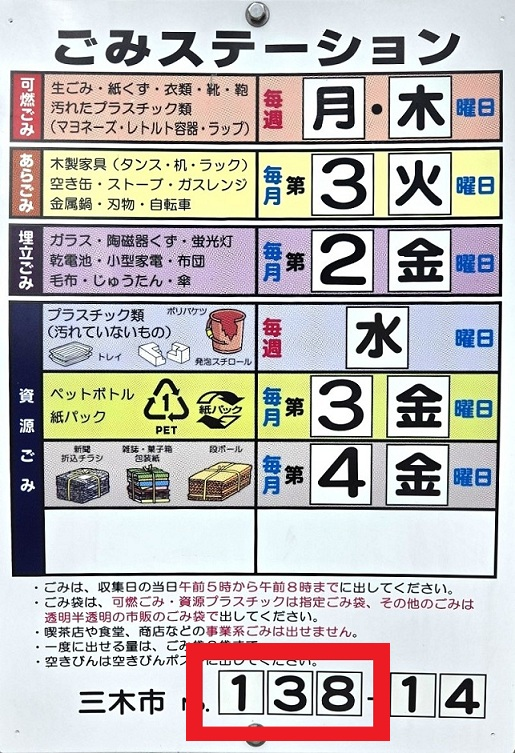 ごみステーション
可燃ごみ
生ごみ・紙くず・衣類・靴・鞄
汚れたプラスチック類
(マヨネーズ・レトルト容器・ラップ)
毎週 月・木 曜日
あらごみ
木製家具(タンス・机・ラック)
空き缶・ストーブ・ガスレンジ
金属鍋・刃物・自転車
毎月 第 3 火 曜日
埋立ごみ
ガラス・陶磁器くず・蛍光灯
乾電池・小型家電・布団
毛布・じゅうたん・傘
毎月 第 2 金 曜日
資源ごみ
プラスチック類
(汚れていないもの)
ポリバケツ
トレイ
発泡スチロール
毎週 水 曜日
ペットボトル
紙パック
1
PET
紙パック
毎月 第 3 金 曜日
新聞
折込チラシ
雑誌・菓子箱
包装紙
段ボール
毎月 第 4 金 曜日
・ごみは、収集日の当日午前5時から午前8時までに出してください。
・ごみ袋は、可燃ごみ・資源プラスチックは指定ごみ袋、その他のごみは
透明半透明の市販のごみ袋で出してください。
・喫茶店や食堂、商店などの事業系ごみは出せません。
・一度に出せる量は、ごみ
・空きびんは空きびんポストに出してください。
三木市 No. 138-14